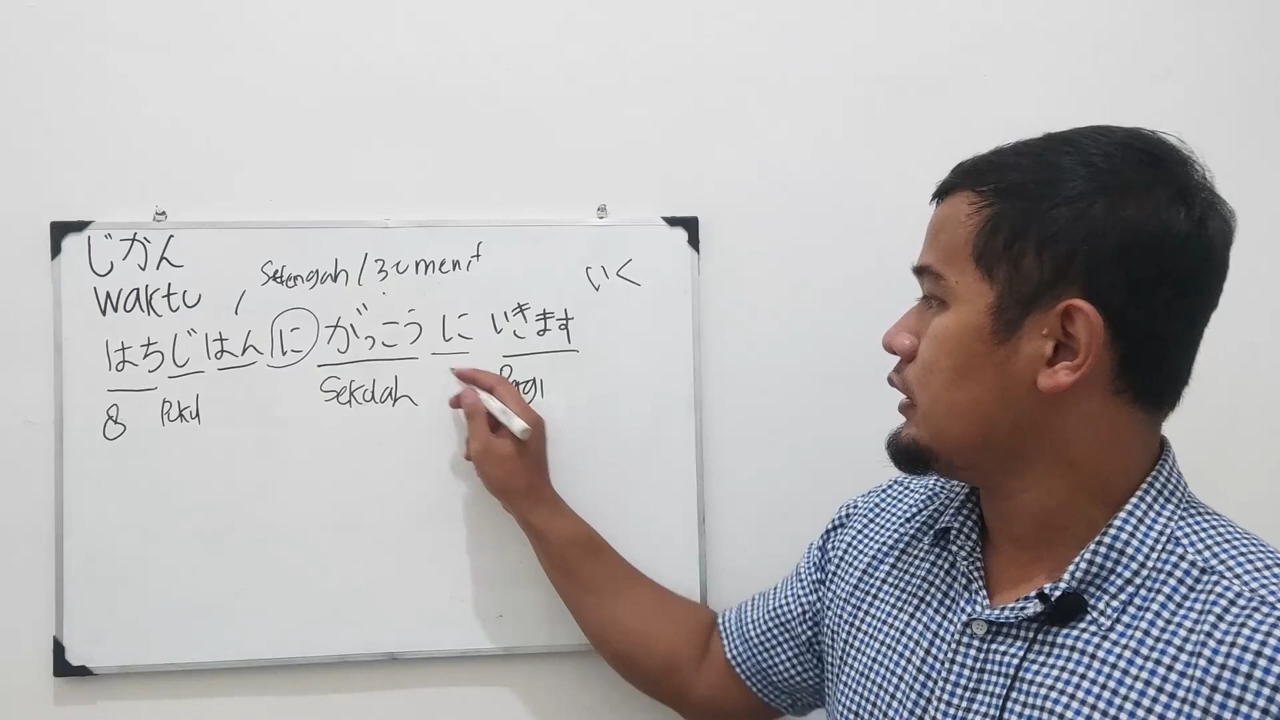 じかん
waktu
setengah / 30 menit
いく
はちじはんに がっこう に いきます
8 Pukul Sekolah Pergi